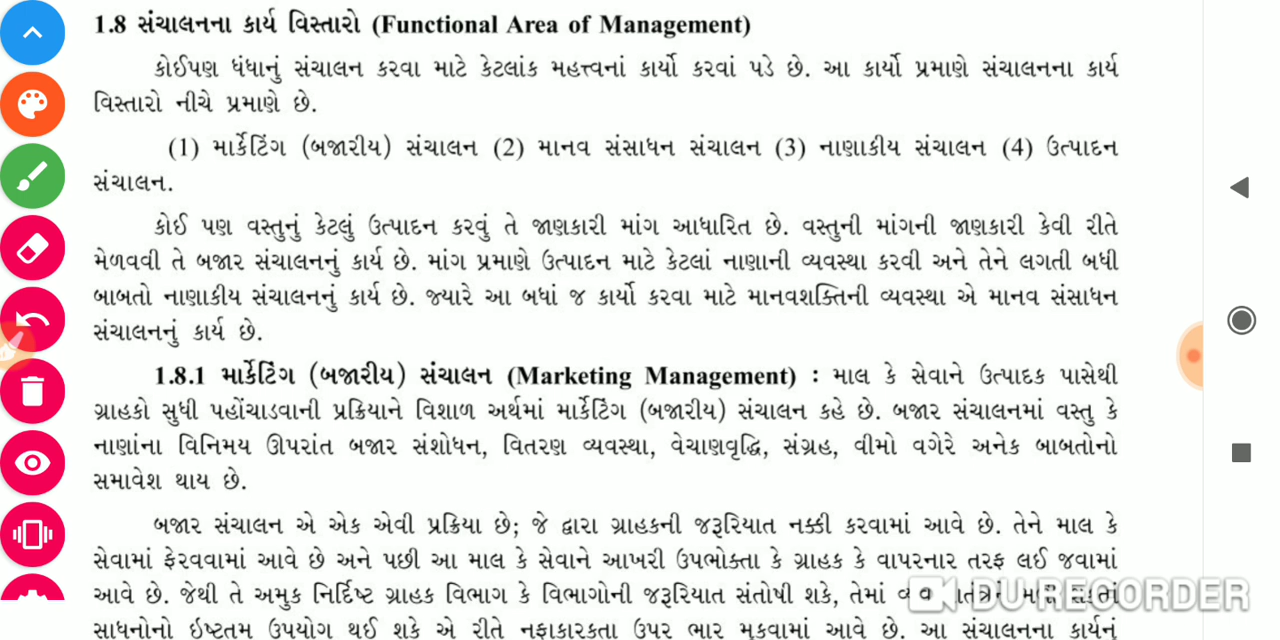 1.8 સંચાલનના કાર્ય વિસ્તારો (Functional Area of Management)
કોઈપણ ધંધાનું સંચાલન કરવા માટે કેટલાંક મહત્ત્વનાં કાર્યો કરવાં પડે છે. આ કાર્યો પ્રમાણે સંચાલનના કાર્ય
વિસ્તારો નીચે પ્રમાણે છે.
(1) માર્કેટિંગ (બજારીય) સંચાલન (2) માનવ સંસાધન સંચાલન (3) નાણાકીય સંચાલન (4) ઉત્પાદન
સંચાલન.
કોઈ પણ વસ્તુનું કેટલું ઉત્પાદન કરવું તે જાણકારી માંગ આધારિત છે. વસ્તુની માંગની જાણકારી કેવી રીતે
મેળવવી તે બજાર સંચાલનનું કાર્ય છે. માંગ પ્રમાણે ઉત્પાદન માટે કેટલાં નાણાની વ્યવસ્થા કરવી અને તેને લગતી બધી
બાબતો નાણાકીય સંચાલનનું કાર્ય છે. જ્યારે આ બધાં જ કાર્યો કરવા માટે માનવશક્તિની વ્યવસ્થા એ માનવ સંસાધન
સંચાલનનું કાર્ય છે.
1.8.1 માર્કેટિંગ (બજારીય) સંચાલન (Marketing Management) : માલ કે સેવાને ઉત્પાદક પાસેથી
ગ્રાહકો સુધી પહોંચાડવાની પ્રક્રિયાને વિશાળ અર્થમાં માર્કેટિંગ (બજારીય) સંચાલન કહે છે. બજાર સંચાલનમાં વસ્તુ કે
નાણાંના વિનિમય ઊપરાંત બજાર સંશોધન, વિતરણ વ્યવસ્થા, વેચાણવૃદ્ધિ, સંગ્રહ, વીમો વગેરે અનેક બાબતોનો
સમાવેશ થાય છે.
બજાર સંચાલન એ એક એવી પ્રક્રિયા છે; જે દ્વારા ગ્રાહકની જરૂરિયાત નક્કી કરવામાં આવે છે. તેને માલ કે
સેવામાં ફેરવવામાં આવે છે અને પછી આ માલ કે સેવાને આખરી ઉપભોક્તા કે ગ્રાહક કે વાપરનાર તરફ લઈ જવામાં
આવે છે. જેથી તે અમુક નિર્દિષ્ટ ગ્રાહક વિભાગ કે વિભાગોની જરૂરિયાત સંતોષી શકે, તેમાં
DU RECORDER
સાધનોનો ઇષ્ટતમ ઉપયોગ થઈ શકે એ રીતે નફાકારકતા ઉપર ભાર મૂકવામાં આવે છે. આ સંચાલનના કાર્યનું